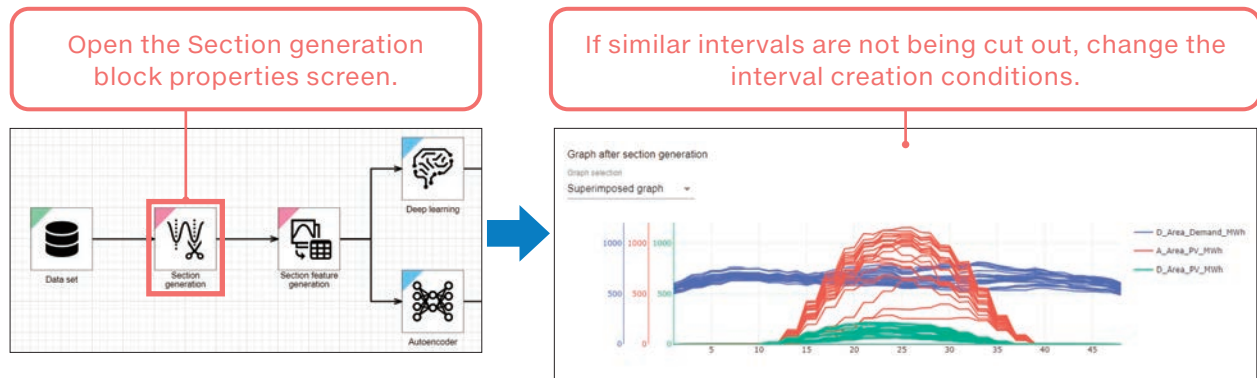 Open the Section generation
block properties screen.
If similar intervals are not being cut out, change the
interval creation conditions.
Data set
Section
generation
Section feature
generation
Deep learning
Autoencoder
Graph after section generation
Graph selection
Superimposed graph
1000 1000 1000
500 500 500
0 0 0
5 10 15 20 25 30 35 40 45
D_Area_Demand_MWh
A_Area_PV_MWh
D_Area_PV_MWh